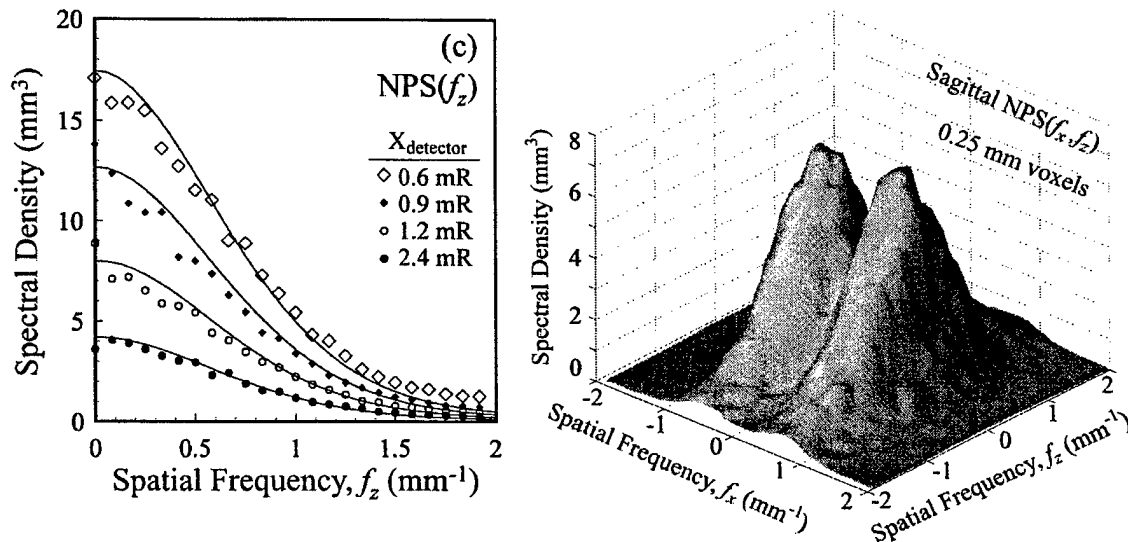 20
15
10
5
0
0
0.5
1
1.5
2
Spectral Density (mm³)
Spatial Frequency, f_z (mm⁻¹)
(c)
NPS(f_z)
X_detector
◇ 0.6 mR
◆ 0.9 mR
○ 1.2 mR
● 2.4 mR
Sagittal NPS(f_x,f_z)
0.25 mm voxels
8
6
4
2
0
Spectral Density (mm³)
-2
-1
0
1
2
Spatial Frequency, f_x (mm⁻¹)
-2
-1
0
1
2
Spatial Frequency, f_z (mm⁻¹)